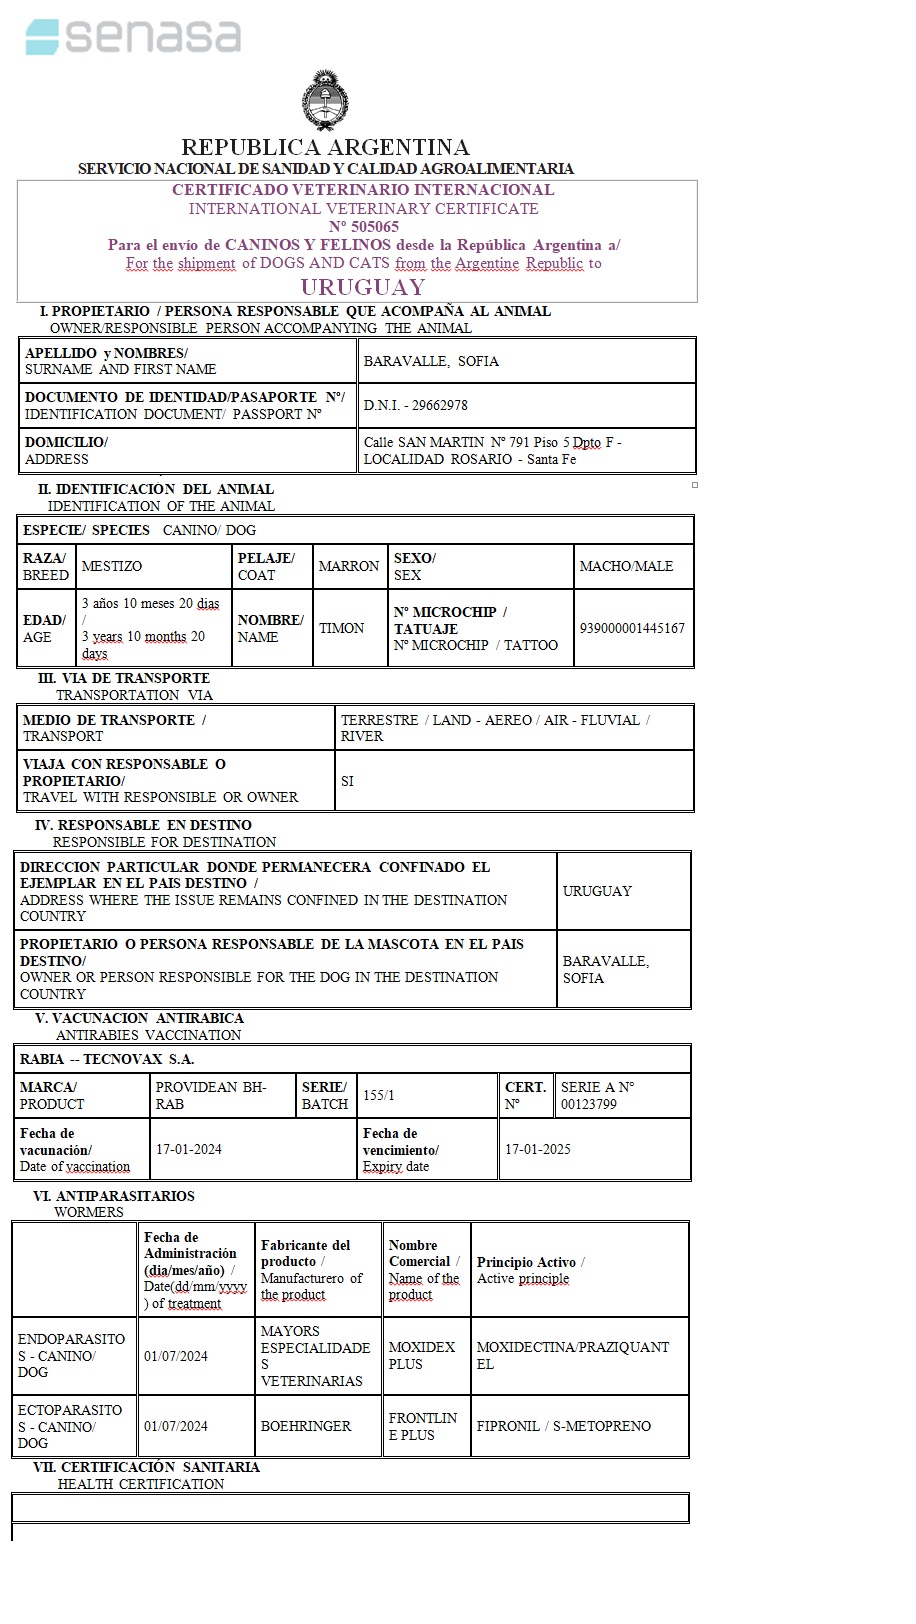 senasa
REPUBLICA ARGENTINA
SERVICIO NACIONAL DE SANIDAD Y CALIDAD AGROALIMENTARIA
CERTIFICADO VETERINARIO INTERNACIONAL
INTERNATIONAL VETERINARY CERTIFICATE
Nº 505065
Para el envío de CANINOS Y FELINOS desde la República Argentina a/
For the shipment of DOGS AND CATS from the Argentine Republic to
URUGUAY
I. PROPIETARIO / PERSONA RESPONSABLE QUE ACOMPAÑA AL ANIMAL
OWNER/RESPONSIBLE PERSON ACCOMPANYING THE ANIMAL
APELLIDO y NOMBRES/
SURNAME AND FIRST NAME
BARAVALLE, SOFIA
DOCUMENTO DE IDENTIDAD/PASAPORTE Nº/
IDENTIFICATION DOCUMENT/ PASSPORT Nº
D.N.I. - 29662978
DOMICILIO/
ADDRESS
Calle SAN MARTIN Nº 791 Piso 5 Dpto F -
LOCALIDAD ROSARIO - Santa Fe
II. IDENTIFICACIÓN DEL ANIMAL
IDENTIFICATION OF THE ANIMAL
ESPECIE/ SPECIES CANINO/ DOG
RAZA/
BREED
MESTIZO
PELAJE/
COAT
MARRON
SEXO/
SEX
MACHO/MALE
EDAD/
AGE
3 años 10 meses 20 dias
/
3 years 10 months 20
days
NOMBRE/
NAME
TIMON
Nº MICROCHIP /
TATUAJE
Nº MICROCHIP / TATTOO
939000001445167
III. VIA DE TRANSPORTE
TRANSPORTATION VIA
MEDIO DE TRANSPORTE /
TRANSPORT
TERRESTRE / LAND - AEREO / AIR - FLUVIAL /
RIVER
VIAJA CON RESPONSABLE O
PROPIETARIO/
TRAVEL WITH RESPONSIBLE OR OWNER
SI
IV. RESPONSABLE EN DESTINO
RESPONSIBLE FOR DESTINATION
DIRECCION PARTICULAR DONDE PERMANECERA CONFINADO EL
EJEMPLAR EN EL PAIS DESTINO /
ADDRESS WHERE THE ISSUE REMAINS CONFINED IN THE DESTINATION
COUNTRY
URUGUAY
PROPIETARIO O PERSONA RESPONSABLE DE LA MASCOTA EN EL PAIS
DESTINO/
OWNER OR PERSON RESPONSIBLE FOR THE DOG IN THE DESTINATION
COUNTRY
BARAVALLE,
SOFIA
V. VACUNACION ANTIRABICA
ANTIRABIES VACCINATION
RABIA -- TECNOVAX S.A.
MARCA/
PRODUCT
PROVIDEAN BH-
RAB
SERIE/
BATCH
155/1
CERT.
Nº
SERIE A N°
00123799
Fecha de
vacunación/
Date of vaccination
17-01-2024
Fecha de
vencimiento/
Expiry date
17-01-2025
VI. ANTIPARASITARIOS
WORMERS
Fecha de
Administración
(dia/mes/año) /
Date(dd/mm/yyyy
) of treatment
Fabricante del
producto /
Manufacturero of
the product
Nombre
Comercial /
Name of the
product
Principio Activo /
Active principle
ENDOPARASITO
S - CANINO/
DOG
01/07/2024
MAYORS
ESPECIALIDADE
S
VETERINARIAS
MOXIDEX
PLUS
MOXIDECTINA/PRAZIQUANT
EL
ECTOPARASITO
S - CANINO/
DOG
01/07/2024
BOEHRINGER
FRONTLIN
E PLUS
FIPRONIL / S-METOPRENO
VII. CERTIFICACIÓN SANITARIA
HEALTH CERTIFICATION